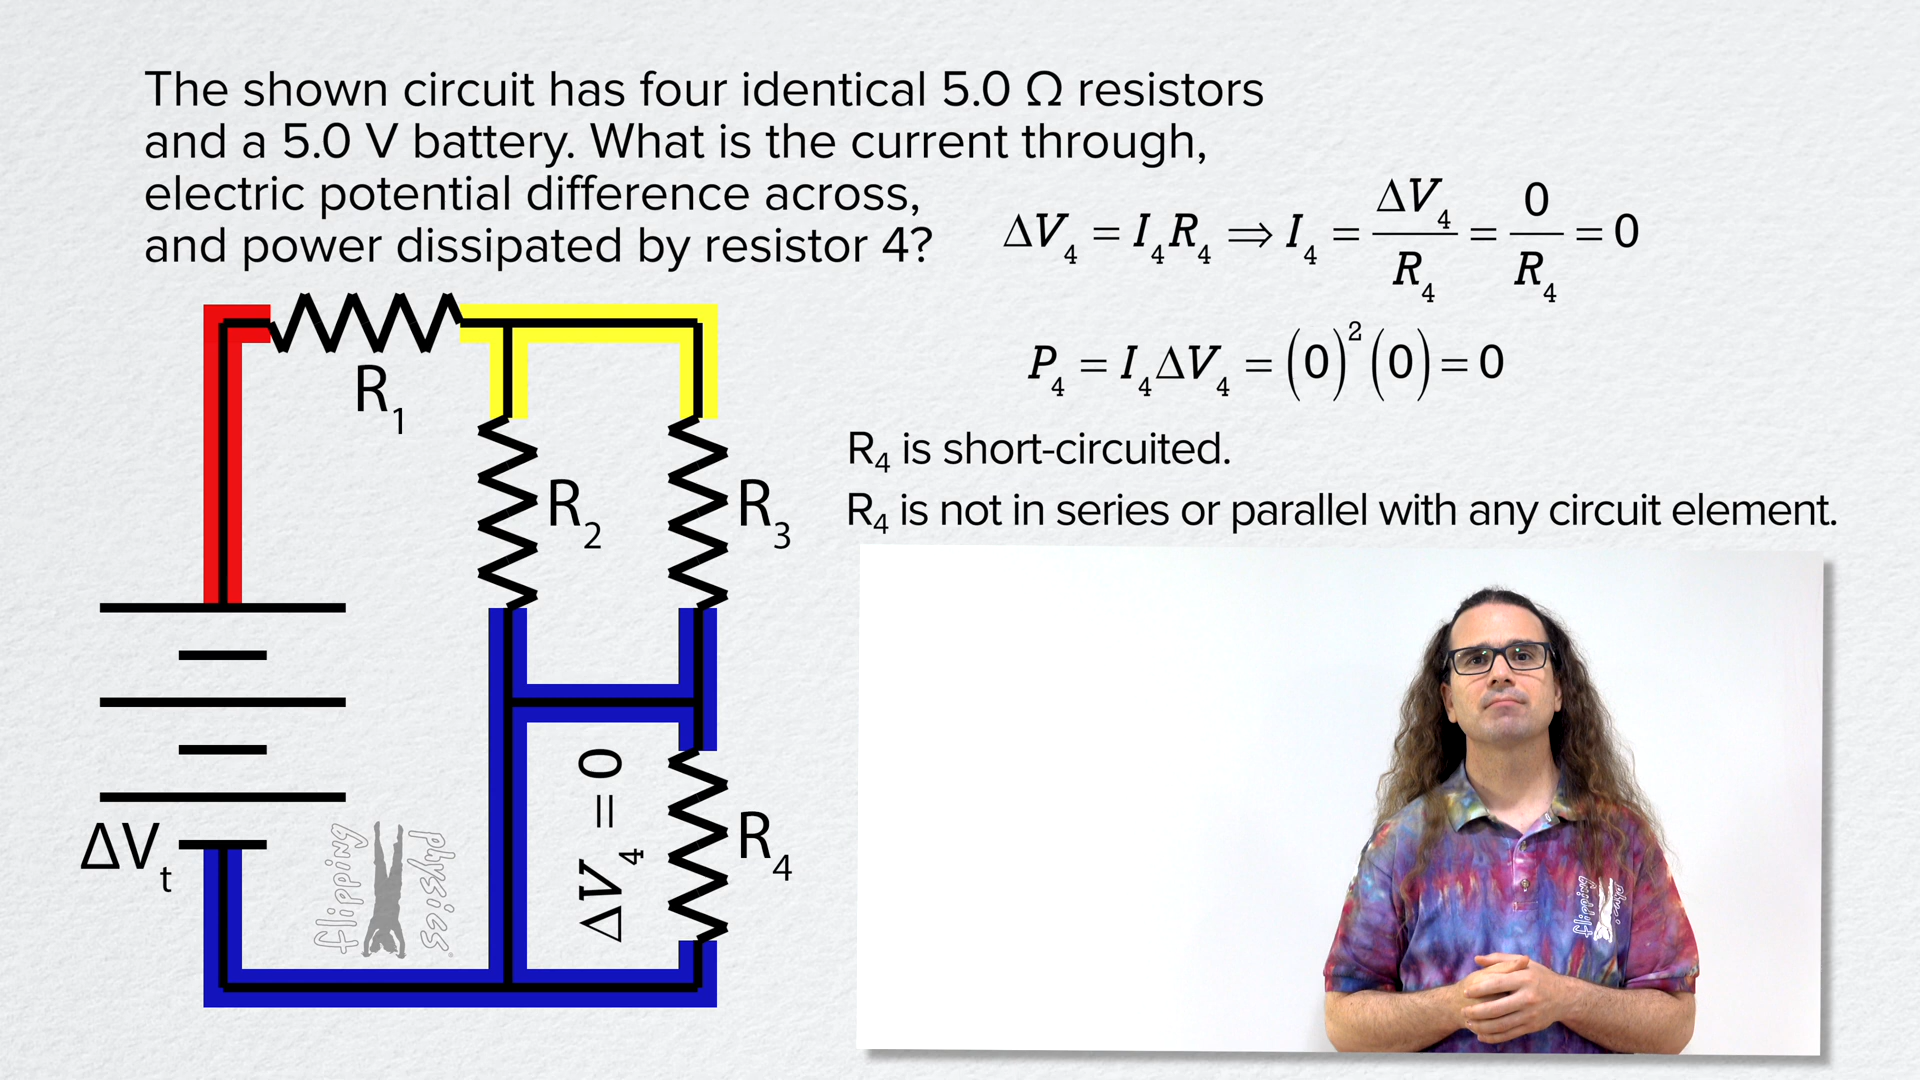 The shown circuit has four identical 5.0 Ω resistors
and a 5.0 V battery. What is the current through,
electric potential difference across,
and power dissipated by resistor 4?
ΔV₄ = I₄R₄ ⇒ I₄ = ΔV₄/R₄ = 0/R₄ = 0
P₄ = I₄ΔV₄ = (0)²(0) = 0
R₄ is short-circuited.
R₄ is not in series or parallel with any circuit element.
R₁
R₂
R₃
ΔV₄ = 0
R₄
ΔVt
flipping
physics
flipping